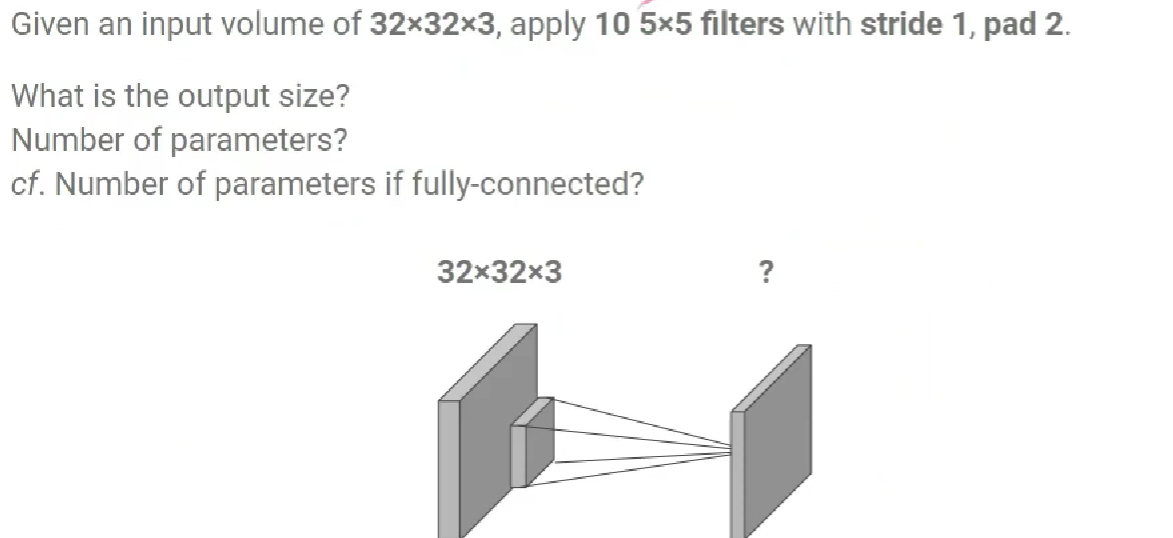 Given an input volume of 32×32×3, apply 10 5×5 filters with stride 1, pad 2.
What is the output size?
Number of parameters?
cf. Number of parameters if fully-connected?
32×32×3 ?